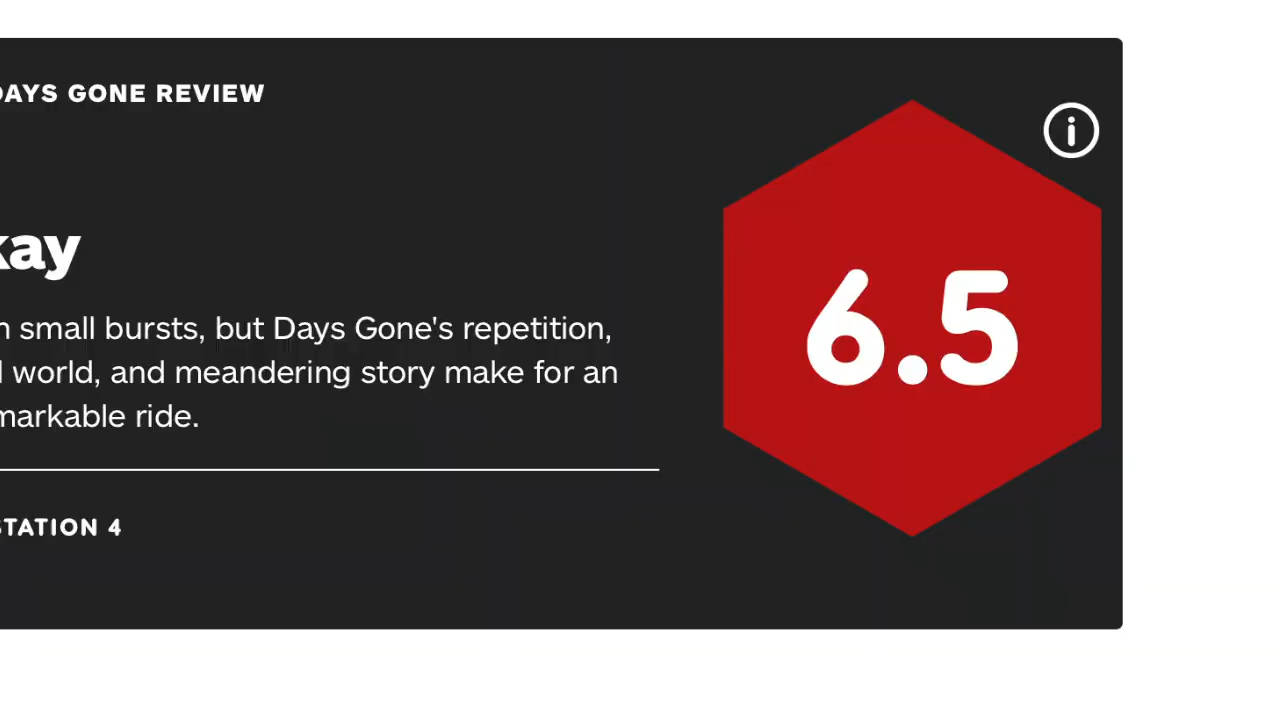 DAYS GONE REVIEW
kay
n small bursts, but Days Gone's repetition,
world, and meandering story make for an
markable ride.
STATION 4
6.5